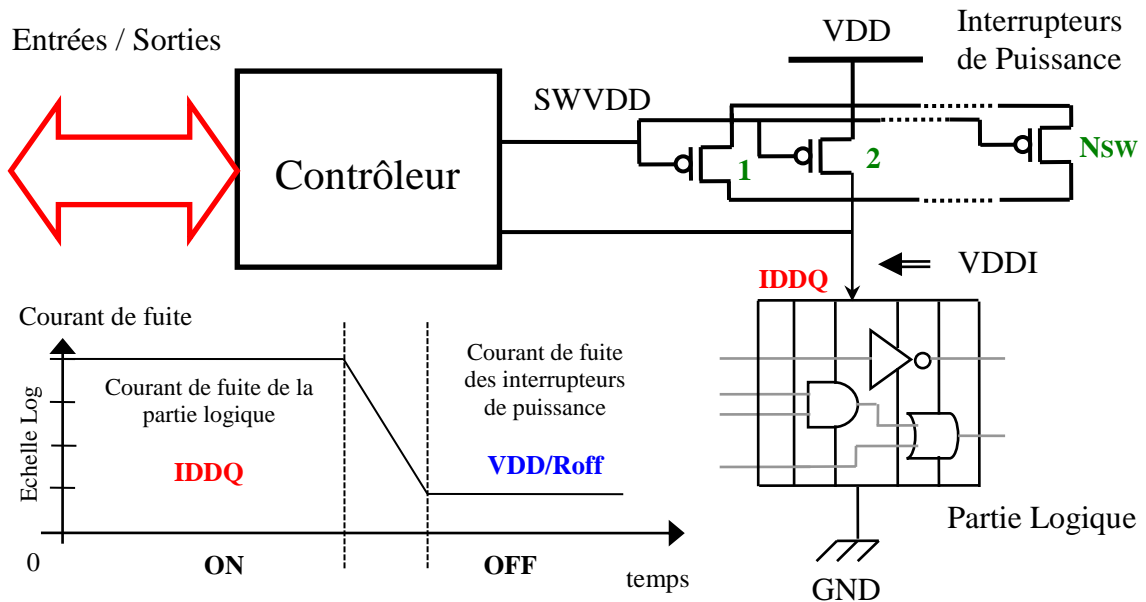 Entrées / Sorties
VDD
Interrupteurs
de Puissance
SWVDD
Contrôleur
1
2
NSW
VDDI
IDDQ
Courant de fuite
Courant de fuite de la
partie logique
IDDQ
Courant de fuite
des interrupteurs
de puissance
VDD/Roff
Echelle Log
0
ON
OFF
temps
Partie Logique
GND